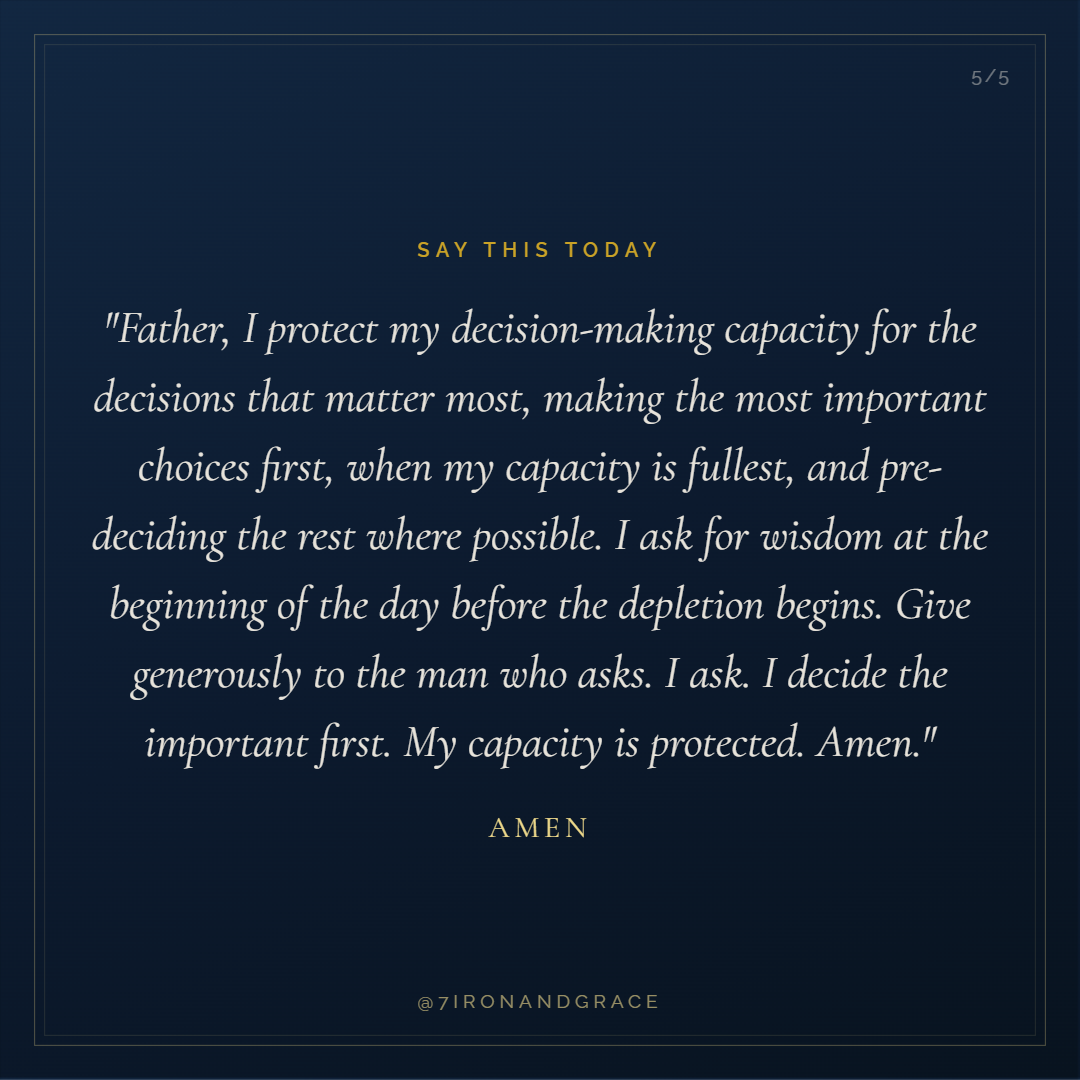 5/5
SAY THIS TODAY
"Father, I protect my decision-making capacity for the
decisions that matter most, making the most important
choices first, when my capacity is fullest, and pre-
deciding the rest where possible. I ask for wisdom at the
beginning of the day before the depletion begins. Give
generously to the man who asks. I ask. I decide the
important first. My capacity is protected. Amen."
AMEN
@7IRONANDGRACE